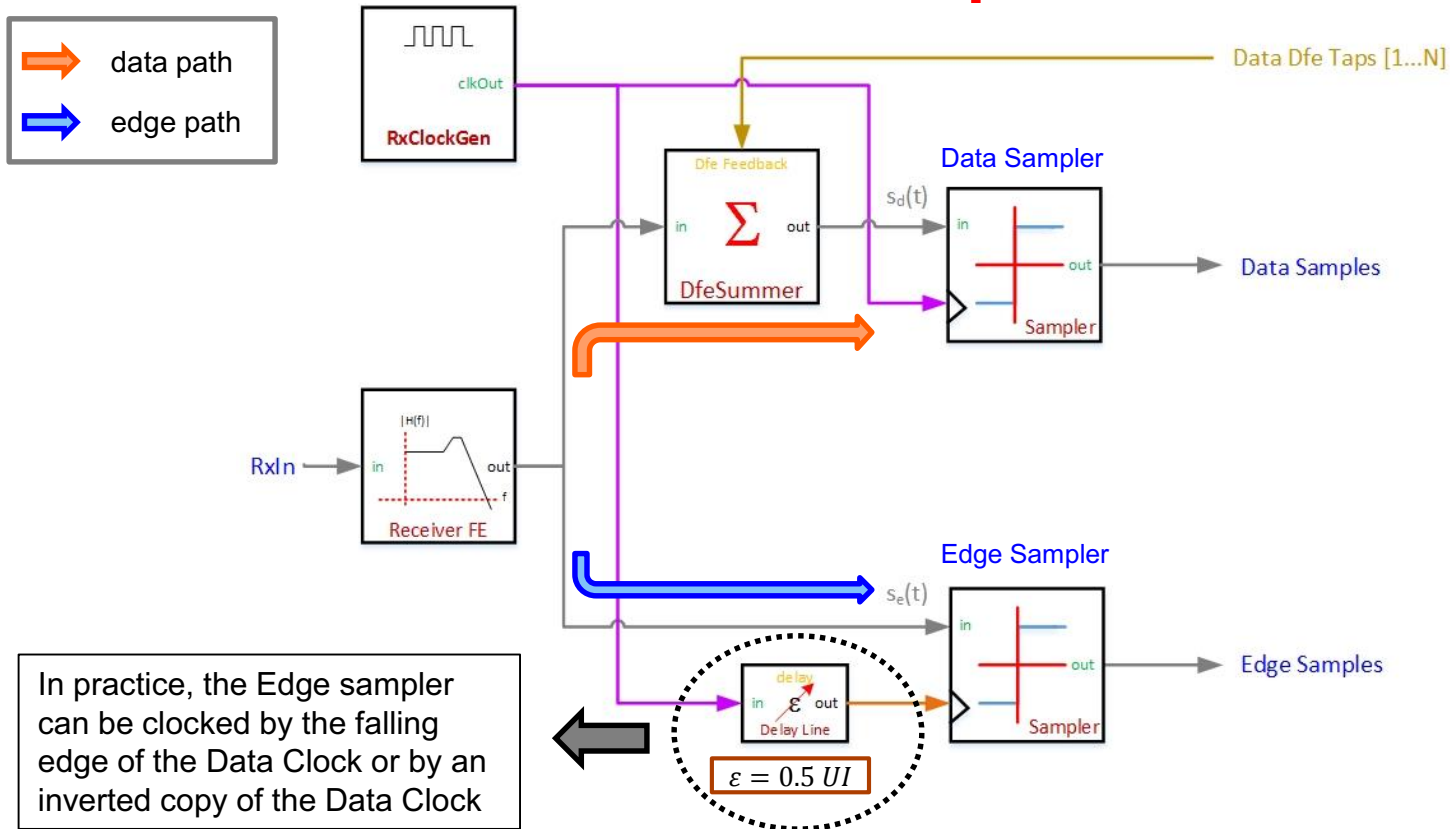 data path
edge path
clkOut
RxClockGen
Data Dfe Taps [1...N]
Dfe Feedback
in
Σ
out
DfeSummer
Data Sampler
s_d(t)
in
out
Sampler
Data Samples
RxIn
|H(f)|
in
out
f
Receiver FE
Edge Sampler
s_e(t)
in
out
Sampler
Edge Samples
delay
in
ε
out
Delay Line
ε = 0.5 UI
In practice, the Edge sampler
can be clocked by the falling
edge of the Data Clock or by an
inverted copy of the Data Clock